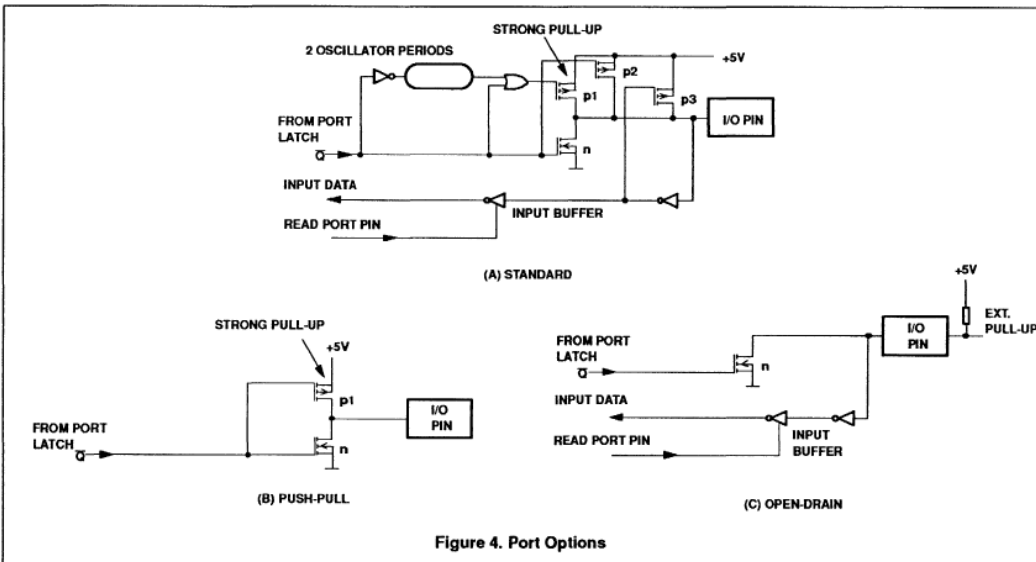 STRONG PULL-UP
2 OSCILLATOR PERIODS
+5V
p2
p1
p3
I/O PIN
FROM PORT
LATCH
Q̅
n
INPUT DATA
INPUT BUFFER
READ PORT PIN
(A) STANDARD
STRONG PULL-UP
+5V
p1
I/O
PIN
FROM PORT
LATCH
Q̅
n
(B) PUSH-PULL
+5V
EXT.
PULL-UP
I/O
PIN
FROM PORT
LATCH
Q̅
n
INPUT DATA
READ PORT PIN
INPUT
BUFFER
(C) OPEN-DRAIN
Figure 4. Port Options